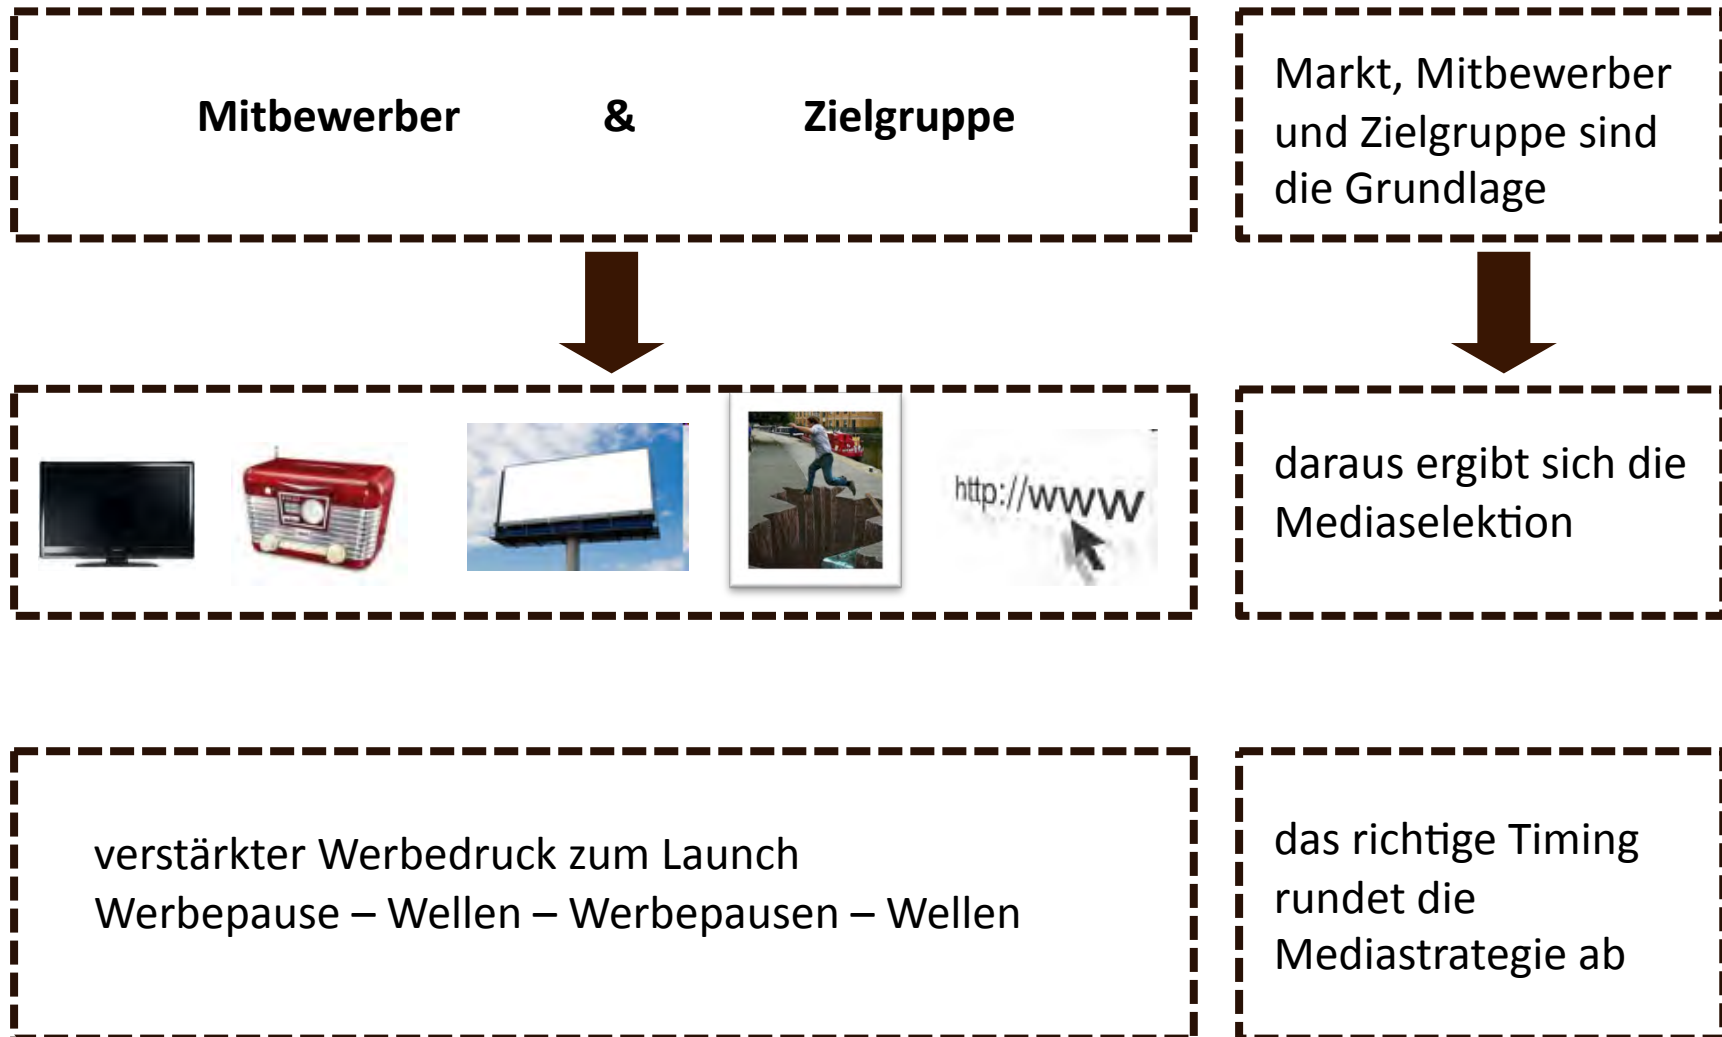 Mitbewerber & Zielgruppe
Markt, Mitbewerber
und Zielgruppe sind
die Grundlage
http://www
daraus ergibt sich die
Mediaselektion
verstärkter Werbedruck zum Launch
Werbepause – Wellen – Werbepausen – Wellen
das richtige Timing
rundet die
Mediastrategie ab